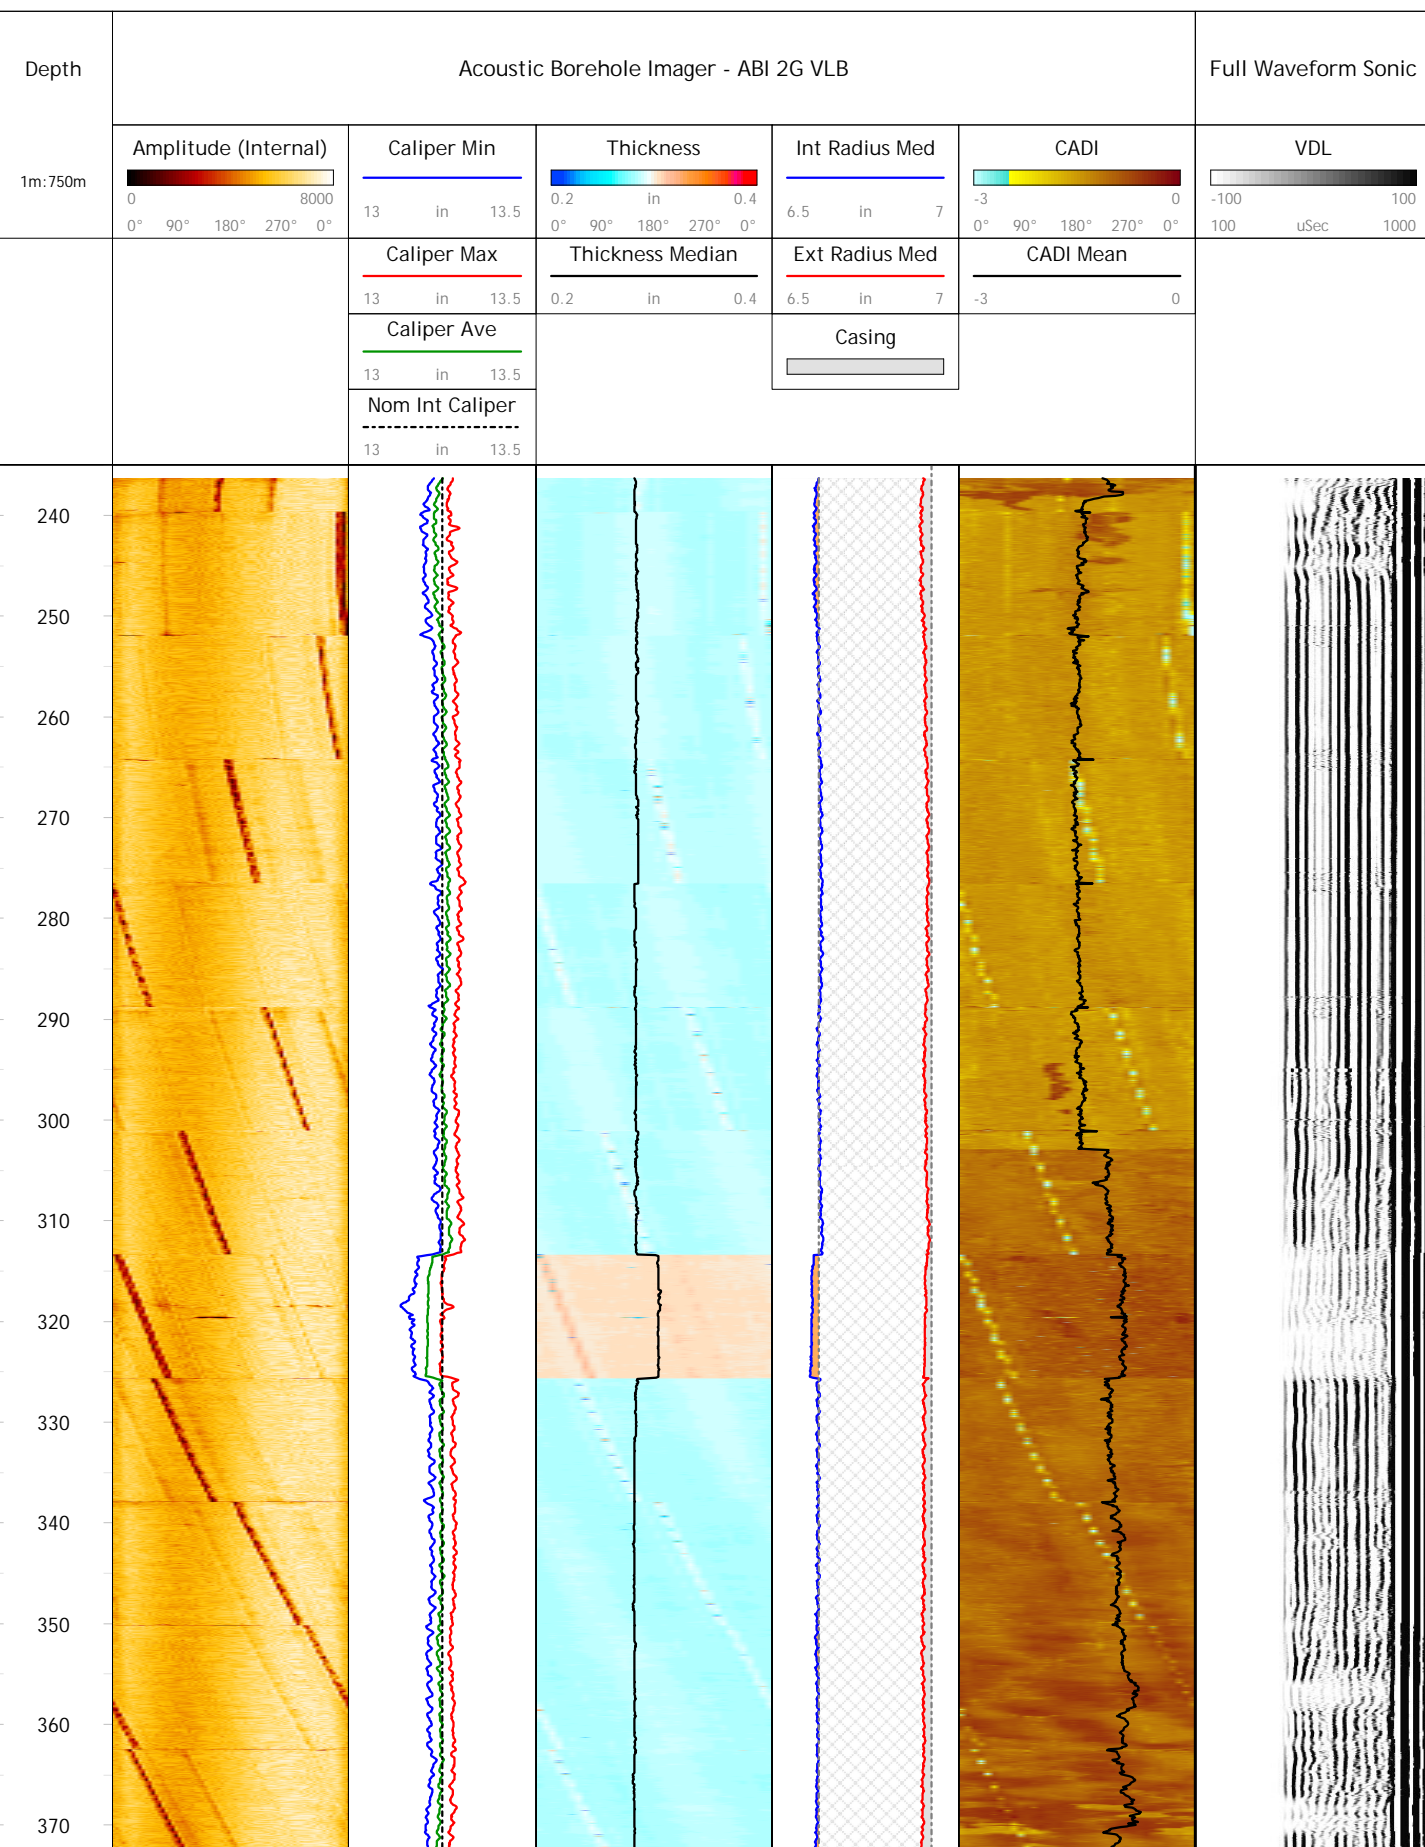 Depth
Acoustic Borehole Imager - ABI 2G VLB
Full Waveform Sonic
1m:750m
Amplitude (Internal)
0 8000
0° 90° 180° 270° 0°
Caliper Min
13 in 13.5
Thickness
0.2 in 0.4
0° 90° 180° 270° 0°
Int Radius Med
6.5 in 7
CADI
-3 0
0° 90° 180° 270° 0°
VDL
-100 100
100 uSec 1000
Caliper Max
13 in 13.5
Thickness Median
0.2 in 0.4
Ext Radius Med
6.5 in 7
CADI Mean
-3 0
Caliper Ave
13 in 13.5
Casing
Nom Int Caliper
13 in 13.5
240
250
260
270
280
290
300
310
320
330
340
350
360
370